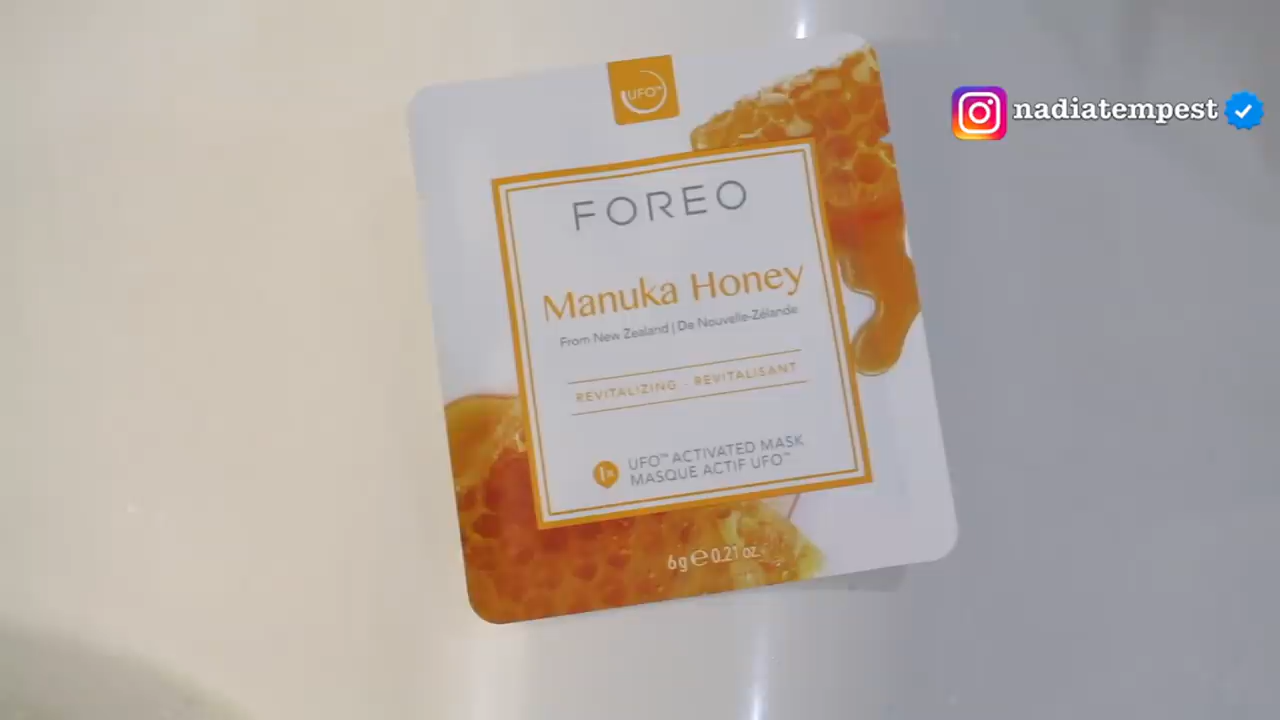 UFO™
nadiatempest
FOREO
Manuka Honey
From New Zealand | De Nouvelle-Zélande
REVITALIZING - REVITALISANT
1x
UFO™ ACTIVATED MASK
MASQUE ACTIF UFO™
6g ℮ 0.21 oz.